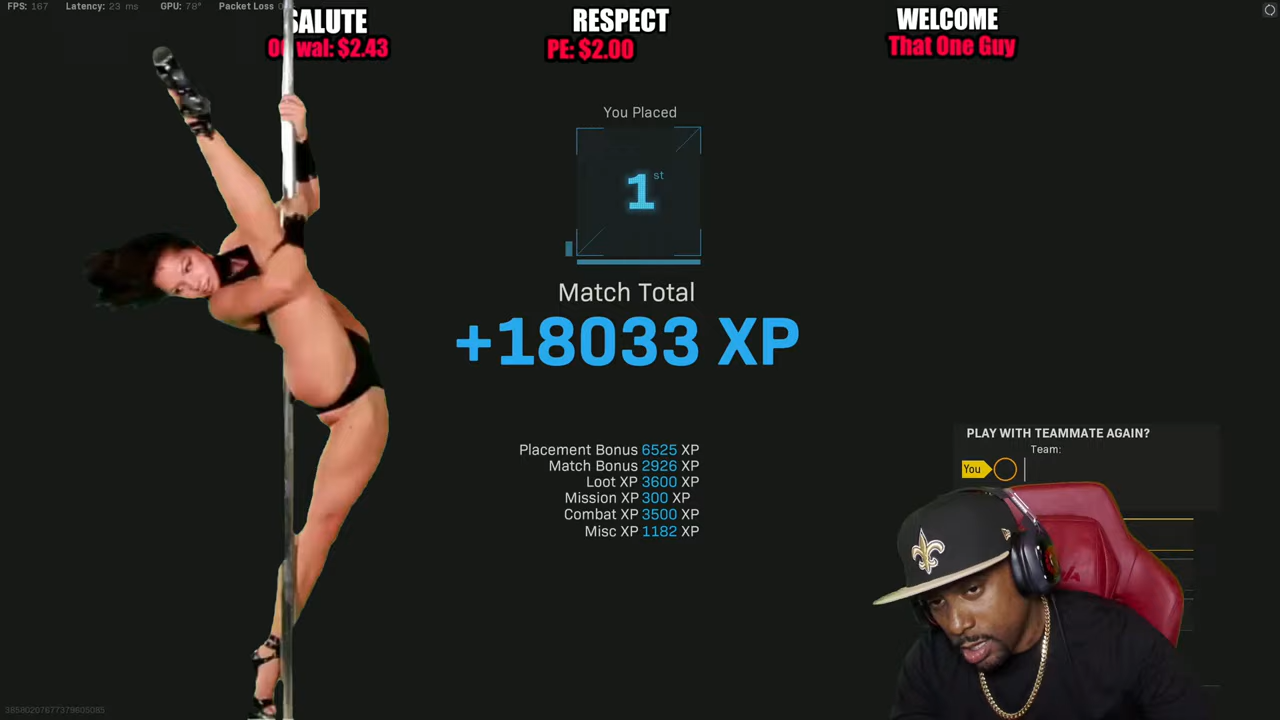 FPS: 167 Latency: 23 ms GPU: 78° Packet Loss
SALUTE
wal: $2.43
RESPECT
PE: $2.00
WELCOME
That One Guy
You Placed
1st
Match Total
+18033 XP
Placement Bonus 6525 XP
Match Bonus 2926 XP
Loot XP 3600 XP
Mission XP 300 XP
Combat XP 3500 XP
Misc XP 1182 XP
PLAY WITH TEAMMATE AGAIN?
Team:
You